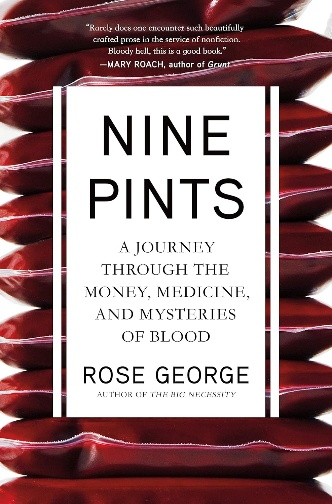 "Rarely does one encounter such beautifully
crafted prose in the service of nonfiction.
Bloody hell, this is a good book."
—MARY ROACH, author of Grunt
NINE
PINTS
A JOURNEY
THROUGH THE
MONEY, MEDICINE,
AND MYSTERIES
OF BLOOD
ROSE GEORGE
AUTHOR OF THE BIG NECESSITY